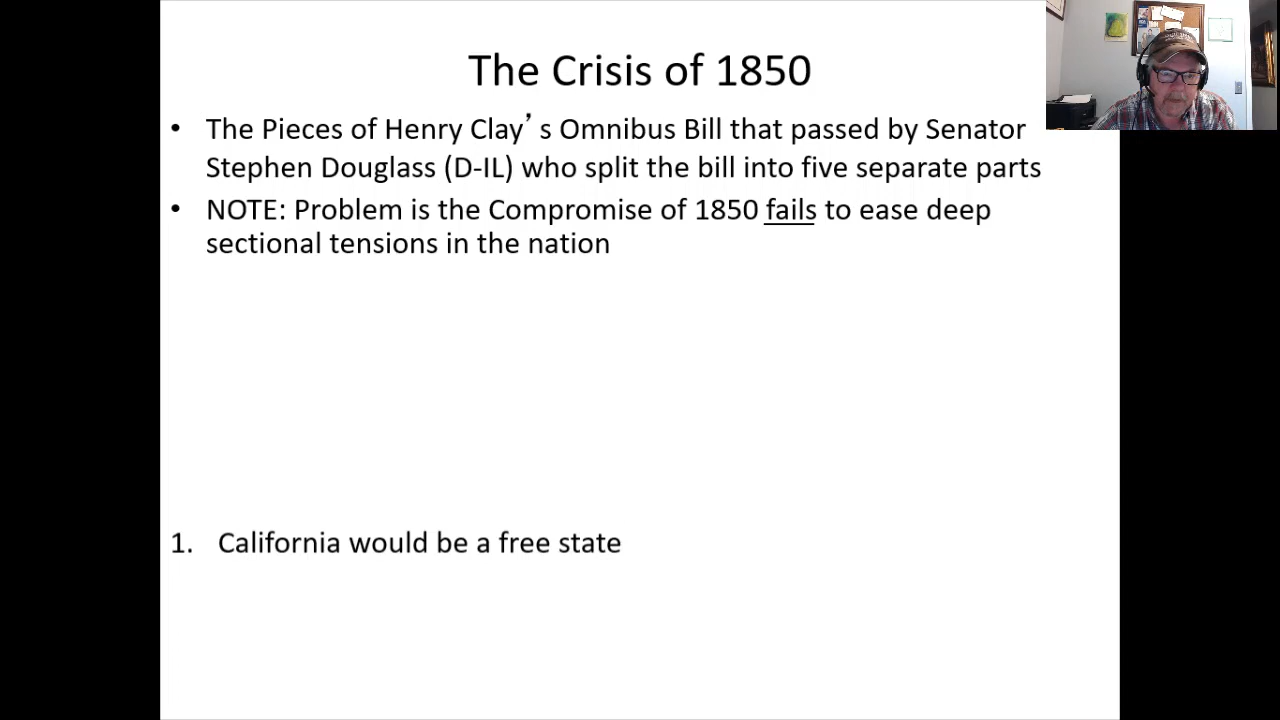 The Crisis of 1850
• The Pieces of Henry Clay’s Omnibus Bill that passed by Senator
Stephen Douglass (D-IL) who split the bill into five separate parts
• NOTE: Problem is the Compromise of 1850 fails to ease deep
sectional tensions in the nation
1. California would be a free state